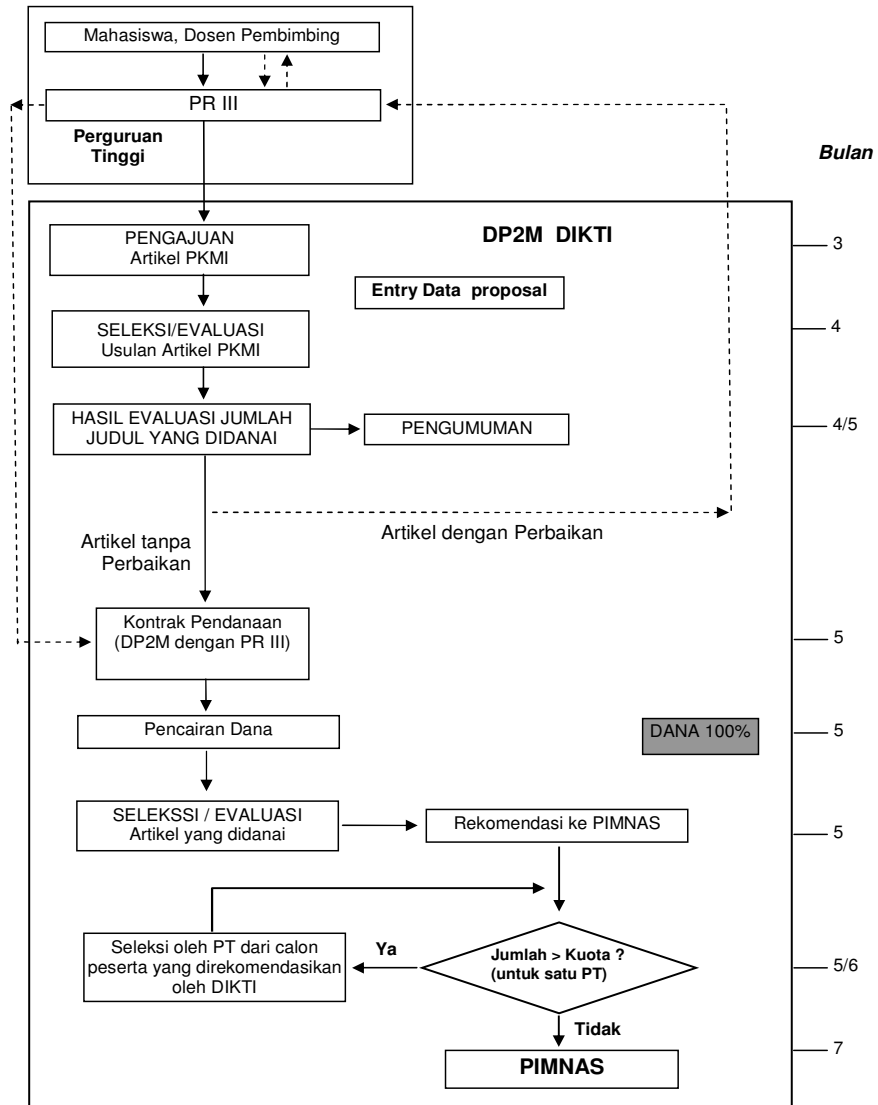 Mahasiswa, Dosen Pembimbing
PR III
Perguruan
Tinggi
Bulan
DP2M DIKTI
PENGAJUAN
Artikel PKMI
3
Entry Data proposal
SELEKSI/EVALUASI
Usulan Artikel PKMI
4
HASIL EVALUASI JUMLAH
JUDUL YANG DIDANAI
PENGUMUMAN
4/5
Artikel dengan Perbaikan
Artikel tanpa
Perbaikan
Kontrak Pendanaan
(DP2M dengan PR III)
5
Pencairan Dana
DANA 100%
5
SELEKSSI / EVALUASI
Artikel yang didanai
Rekomendasi ke PIMNAS
5
Seleksi oleh PT dari calon
peserta yang direkomendasikan
oleh DIKTI
Ya
Jumlah > Kuota ?
(untuk satu PT)
5/6
Tidak
7
PIMNAS